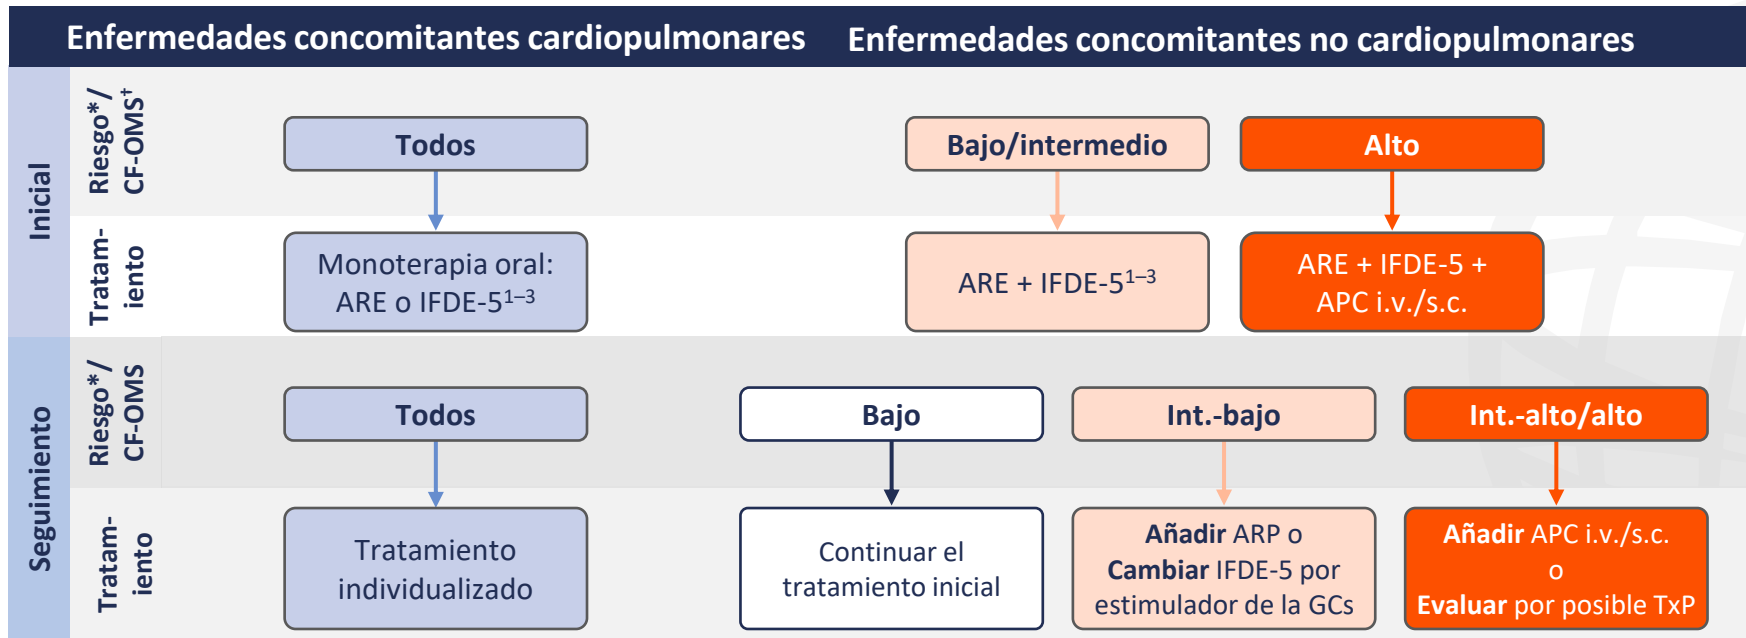 Enfermedades concomitantes cardiopulmonares
Enfermedades concomitantes no cardiopulmonares
Inicial
Riesgo*/
CF-OMS†
Todos
Bajo/intermedio
Alto
Tratam-
iento
Monoterapia oral:
ARE o IFDE-5¹⁻³
ARE + IFDE-5¹⁻³
ARE + IFDE-5 +
APC i.v./s.c.
Seguimiento
Riesgo*/
CF-OMS
Todos
Bajo
Int.-bajo
Int.-alto/alto
Tratam-
iento
Tratamiento
individualizado
Continuar el
tratamiento inicial
Añadir ARP o
Cambiar IFDE-5 por
estimulador de la GCs
Añadir APC i.v./s.c.
o
Evaluar por posible TxP